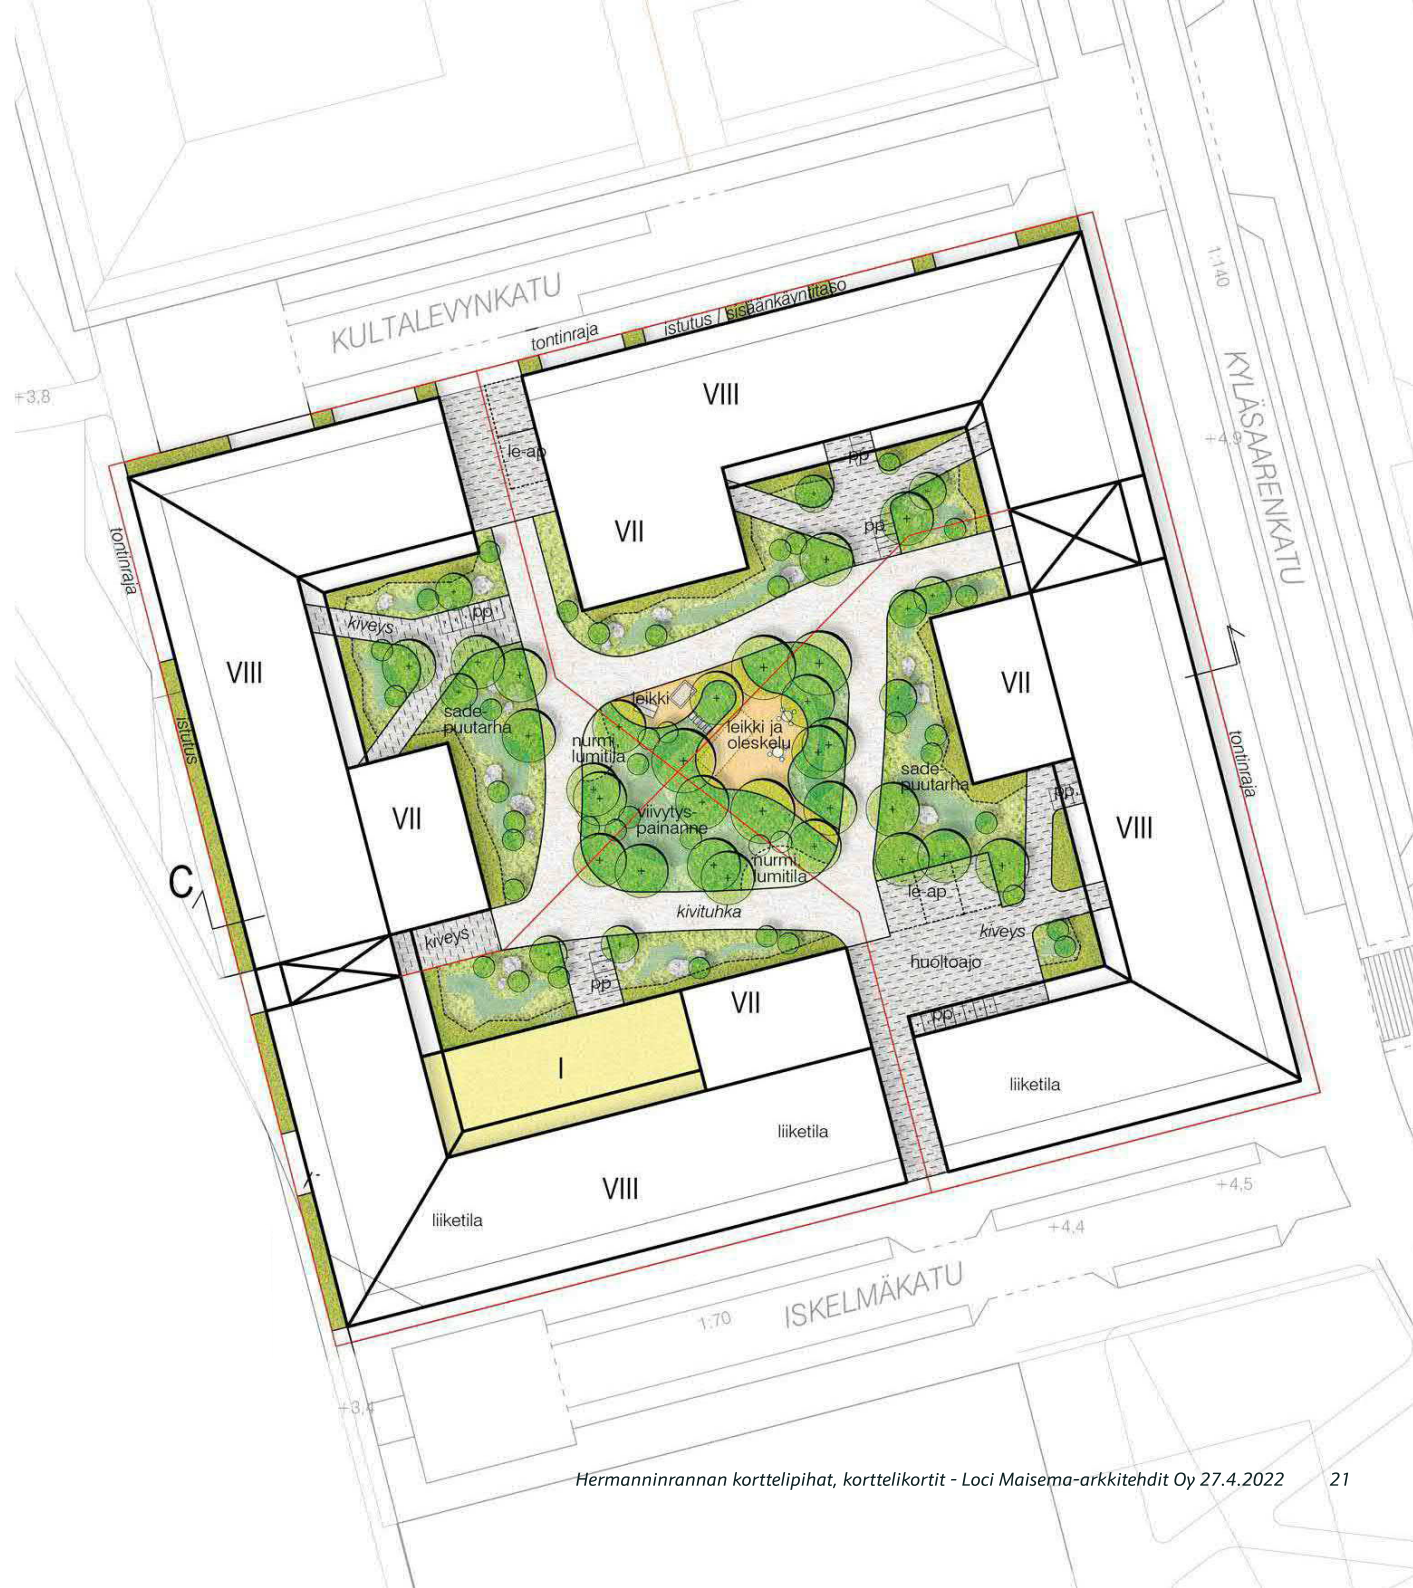 1:140
KULTALEVYNKATU
tontinraja
istutus / sisäänkäyntitaso
KYLÄSAARENKATU
+3,8
VIII
+4,9
le-ap
pp
VII
pp
tontinraja
pp
kiveys
VIII
VII
leikki
sade-
puutarha
leikki ja
oleskelu
nurmi,
lumitila
istutus
tontinraja
sade-
puutarha
pp
VII
viivytys-
painanne
VIII
nurmi,
lumitila
C
le-ap
kivituhka
kiveys
kiveys
huoltoajo
pp
VII
pp
I
liiketila
liiketila
VIII
liiketila
+4,5
+4,4
ISKELMÄKATU
1:70
+3,4
Hermanninrannan korttelipihat, korttelikortit - Loci Maisema-arkkitehdit Oy 27.4.2022 21